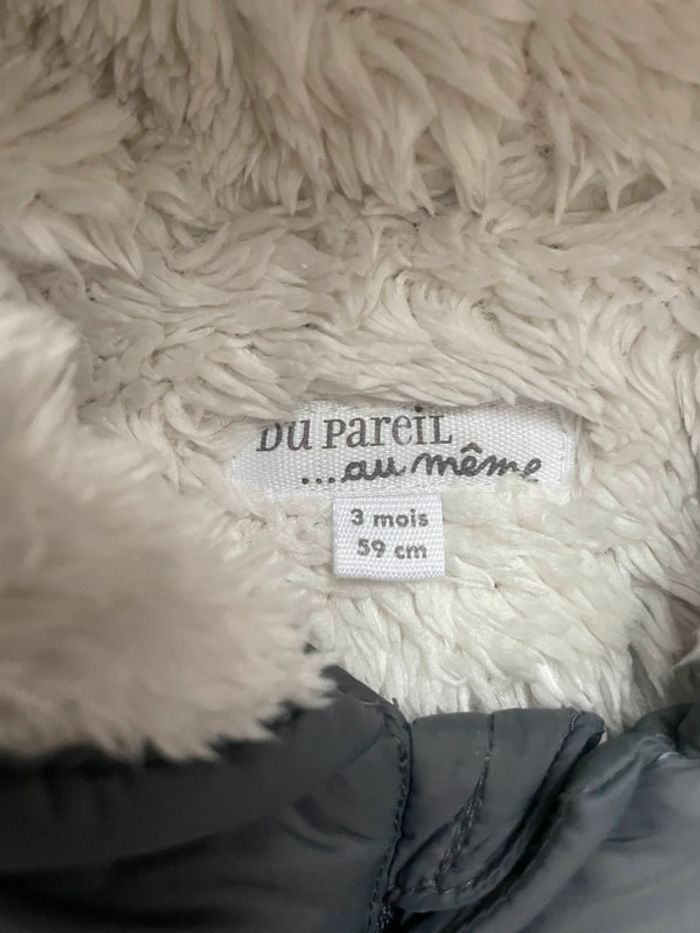 DU PAREIL
...au même
3 mois
59 cm